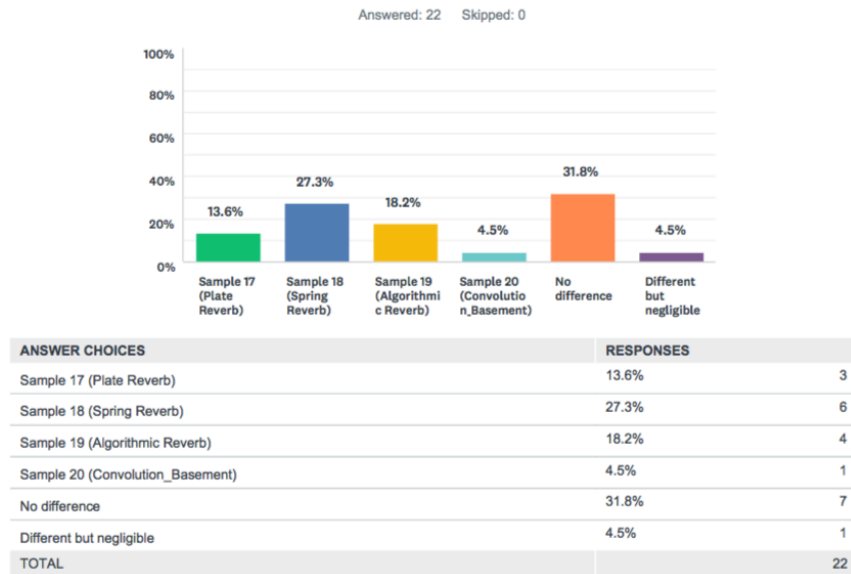 Answered: 22 Skipped: 0
100%
80%
60%
40%
20%
0%
13.6%
27.3%
18.2%
4.5%
31.8%
4.5%
Sample 17
(Plate
Reverb)
Sample 18
(Spring
Reverb)
Sample 19
(Algorithmi
c Reverb)
Sample 20
(Convolutio
n_Basement)
No
difference
Different
but
negligible
ANSWER CHOICES RESPONSES
Sample 17 (Plate Reverb) 13.6% 3
Sample 18 (Spring Reverb) 27.3% 6
Sample 19 (Algorithmic Reverb) 18.2% 4
Sample 20 (Convolution_Basement) 4.5% 1
No difference 31.8% 7
Different but negligible 4.5% 1
TOTAL 22